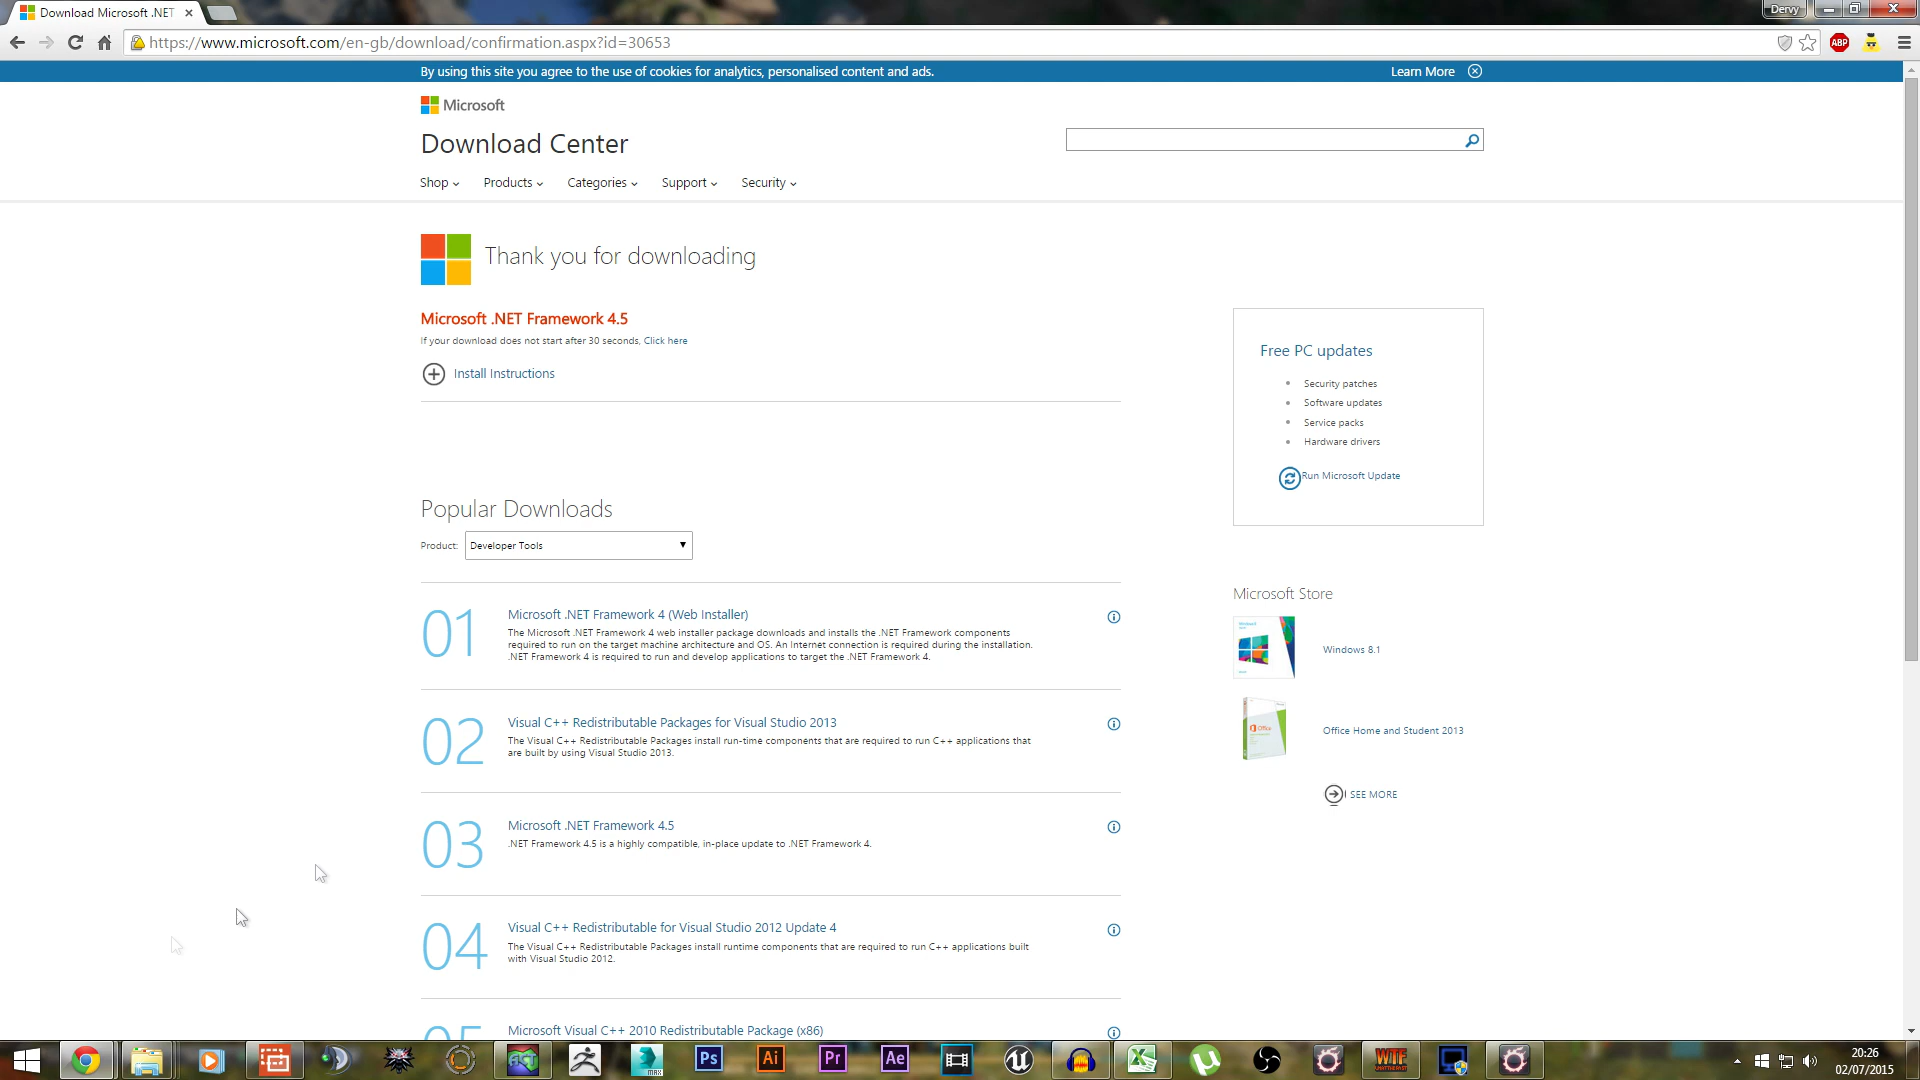 Download Microsoft .NET
Dervy
https://www.microsoft.com/en-gb/download/confirmation.aspx?id=30653
ABP
By using this site you agree to the use of cookies for analytics, personalised content and ads.
Learn More
Microsoft
Download Center
Shop
Products
Categories
Support
Security
Thank you for downloading
Microsoft .NET Framework 4.5
If your download does not start after 30 seconds, Click here
Install Instructions
Free PC updates
Security patches
Software updates
Service packs
Hardware drivers
Run Microsoft Update
Popular Downloads
Product: Developer Tools
01
Microsoft .NET Framework 4 (Web Installer)
The Microsoft .NET Framework 4 web installer package downloads and installs the .NET Framework components
required to run on the target machine architecture and OS. An Internet connection is required during the installation.
.NET Framework 4 is required to run and develop applications to target the .NET Framework 4.
02
Visual C++ Redistributable Packages for Visual Studio 2013
The Visual C++ Redistributable Packages install run-time components that are required to run C++ applications that
are built by using Visual Studio 2013.
03
Microsoft .NET Framework 4.5
.NET Framework 4.5 is a highly compatible, in-place update to .NET Framework 4.
04
Visual C++ Redistributable for Visual Studio 2012 Update 4
The Visual C++ Redistributable Packages install runtime components that are required to run C++ applications built
with Visual Studio 2012.
05
Microsoft Visual C++ 2010 Redistributable Package (x86)
Microsoft Store
Windows 8.1
Office
Office Home and Student 2013
SEE MORE
ACT
MAX
Ps
Ai
Pr
Ae
WTF
20:26
02/07/2015